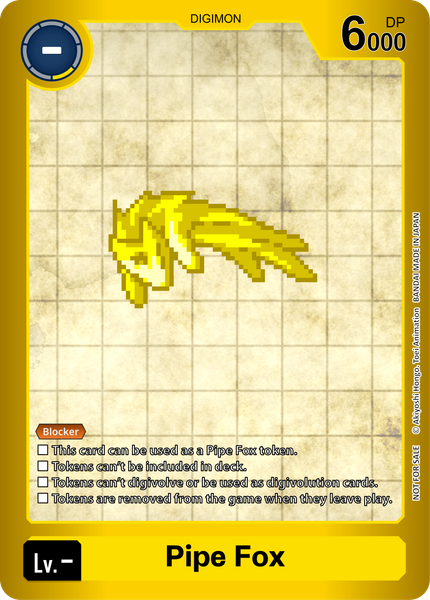 DIGIMON
-
6000
DP
Blocker
□ This card can be used as a Pipe Fox token.
□ Tokens can't be included in deck.
□ Tokens can't digivolve or be used as digivolution cards.
□ Tokens are removed from the game when they leave play.
NOT FOR SALE © Akiyoshi Hongo, Toei Animation BANDAI MADE IN JAPAN
Lv.-
Pipe Fox